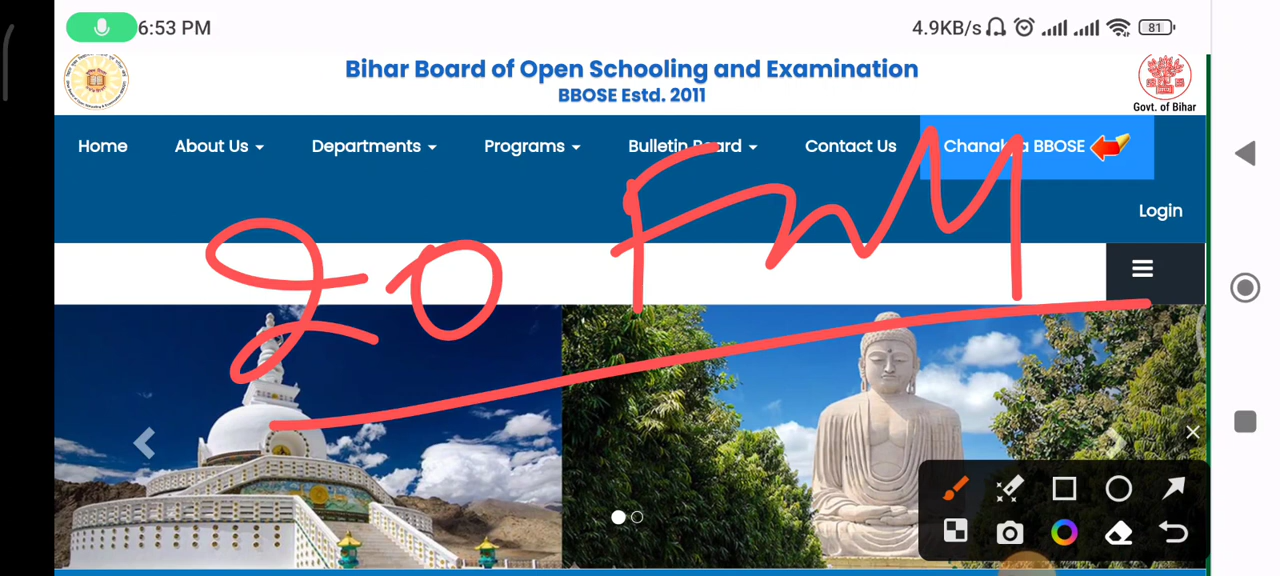 6:53 PM 4.9KB/s 81
Bihar Board of Open Schooling and Examination
BBOSE Estd. 2011
Govt. of Bihar
Home About Us Departments Programs Bulletin Board Contact Us Chanakya BBOSE
Login
20